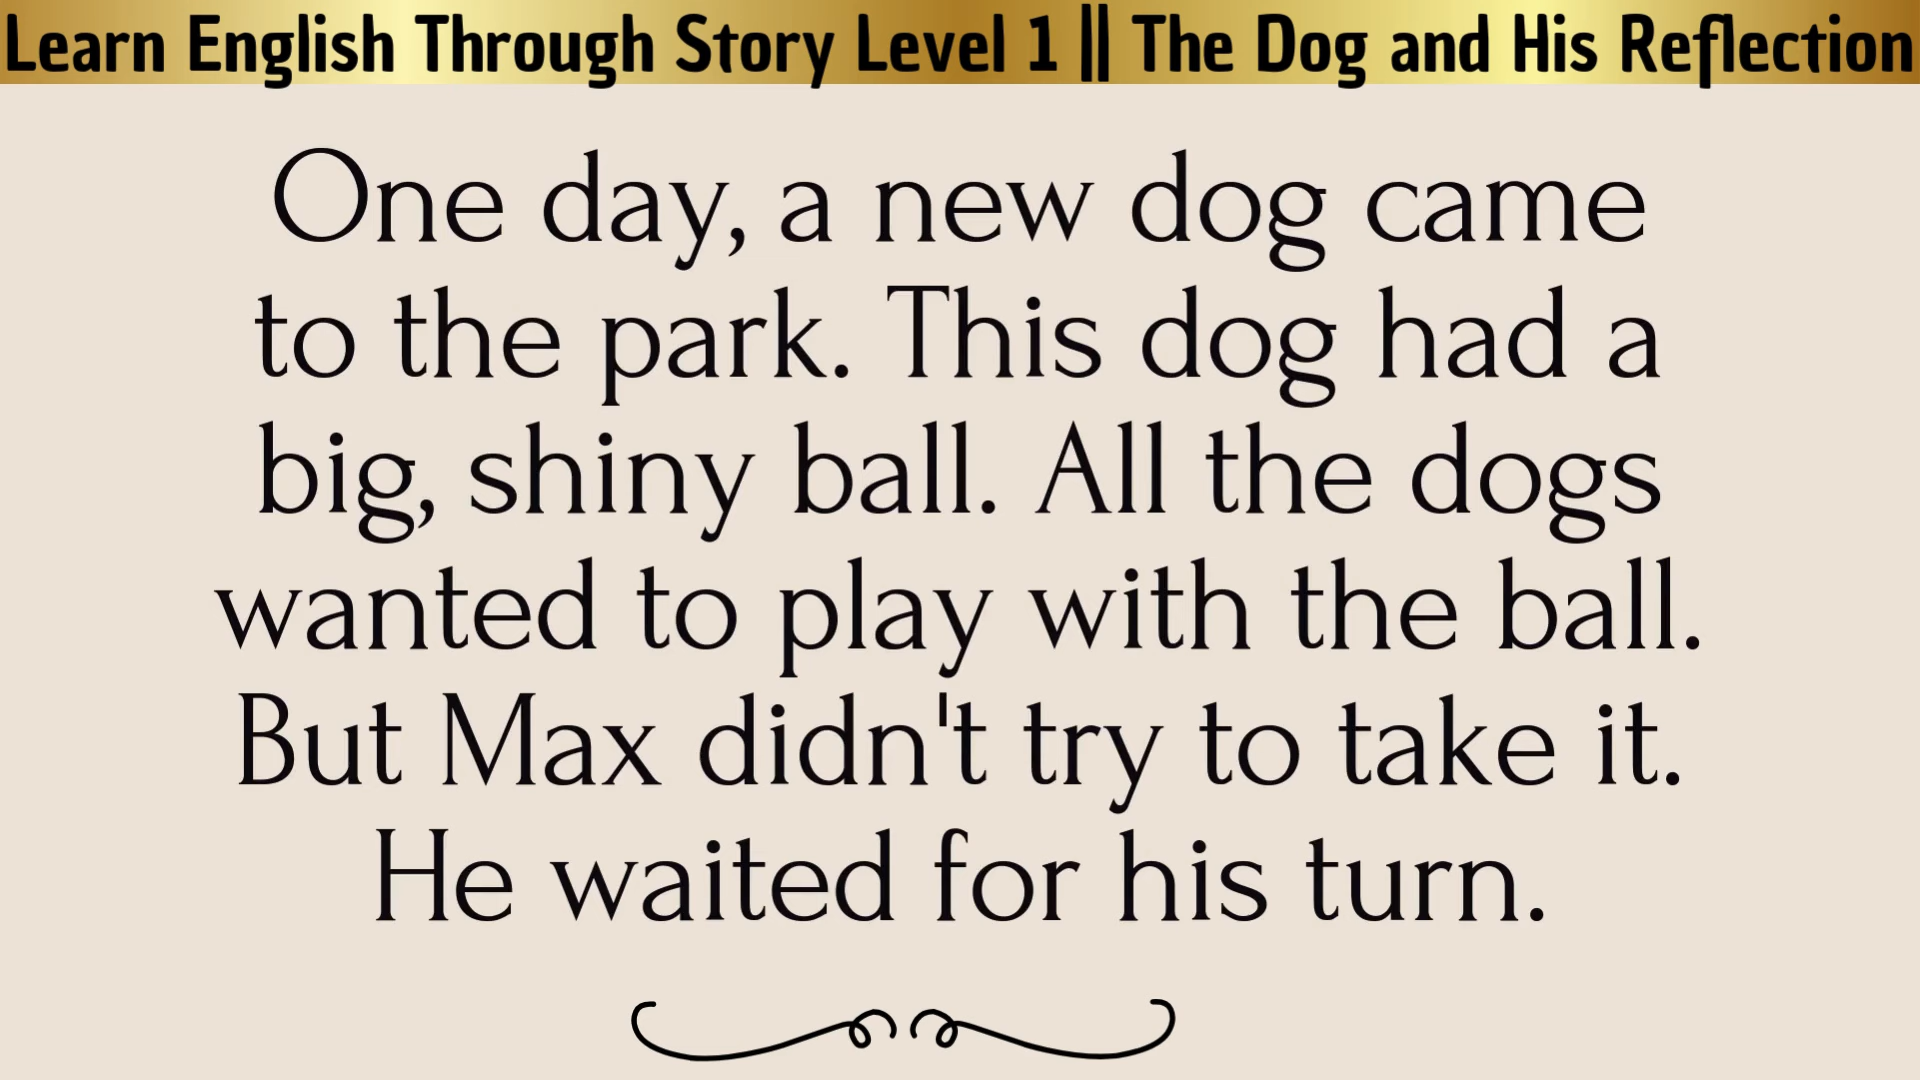 Learn English Through Story Level 1 || The Dog and His Reflection
One day, a new dog came
to the park. This dog had a
big, shiny ball. All the dogs
wanted to play with the ball.
But Max didn't try to take it.
He waited for his turn.